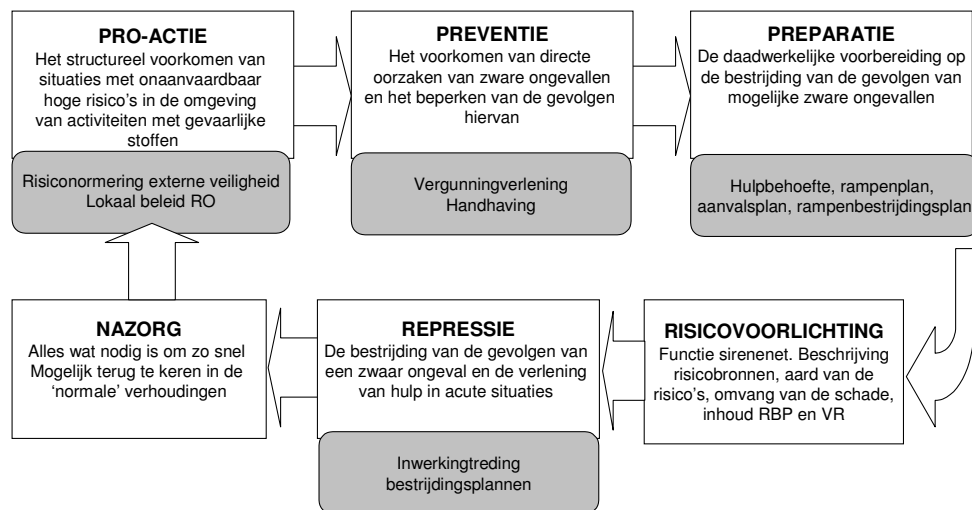 PRO-ACTIE
Het structureel voorkomen van
situaties met onaanvaardbaar
hoge risico's in de omgeving
van activiteiten met gevaarlijke
stoffen
Risiconormering externe veiligheid
Lokaal beleid RO
PREVENTIE
Het voorkomen van directe
oorzaken van zware ongevallen
en het beperken van de gevolgen
hiervan
Vergunningverlening
Handhaving
PREPARATIE
De daadwerkelijke voorbereiding op
de bestrijding van de gevolgen van
mogelijke zware ongevallen
Hulpbehoefte, rampenplan,
aanvalsplan, rampenbestrijdingsplan
RISICOVOORLICHTING
Functie sirenenet. Beschrijving
risicobronnen, aard van de
risico's, omvang van de schade,
inhoud RBP en VR
REPRESSIE
De bestrijding van de gevolgen van
een zwaar ongeval en de verlening
van hulp in acute situaties
Inwerkingtreding
bestrijdingsplannen
NAZORG
Alles wat nodig is om zo snel
Mogelijk terug te keren in de
'normale' verhoudingen